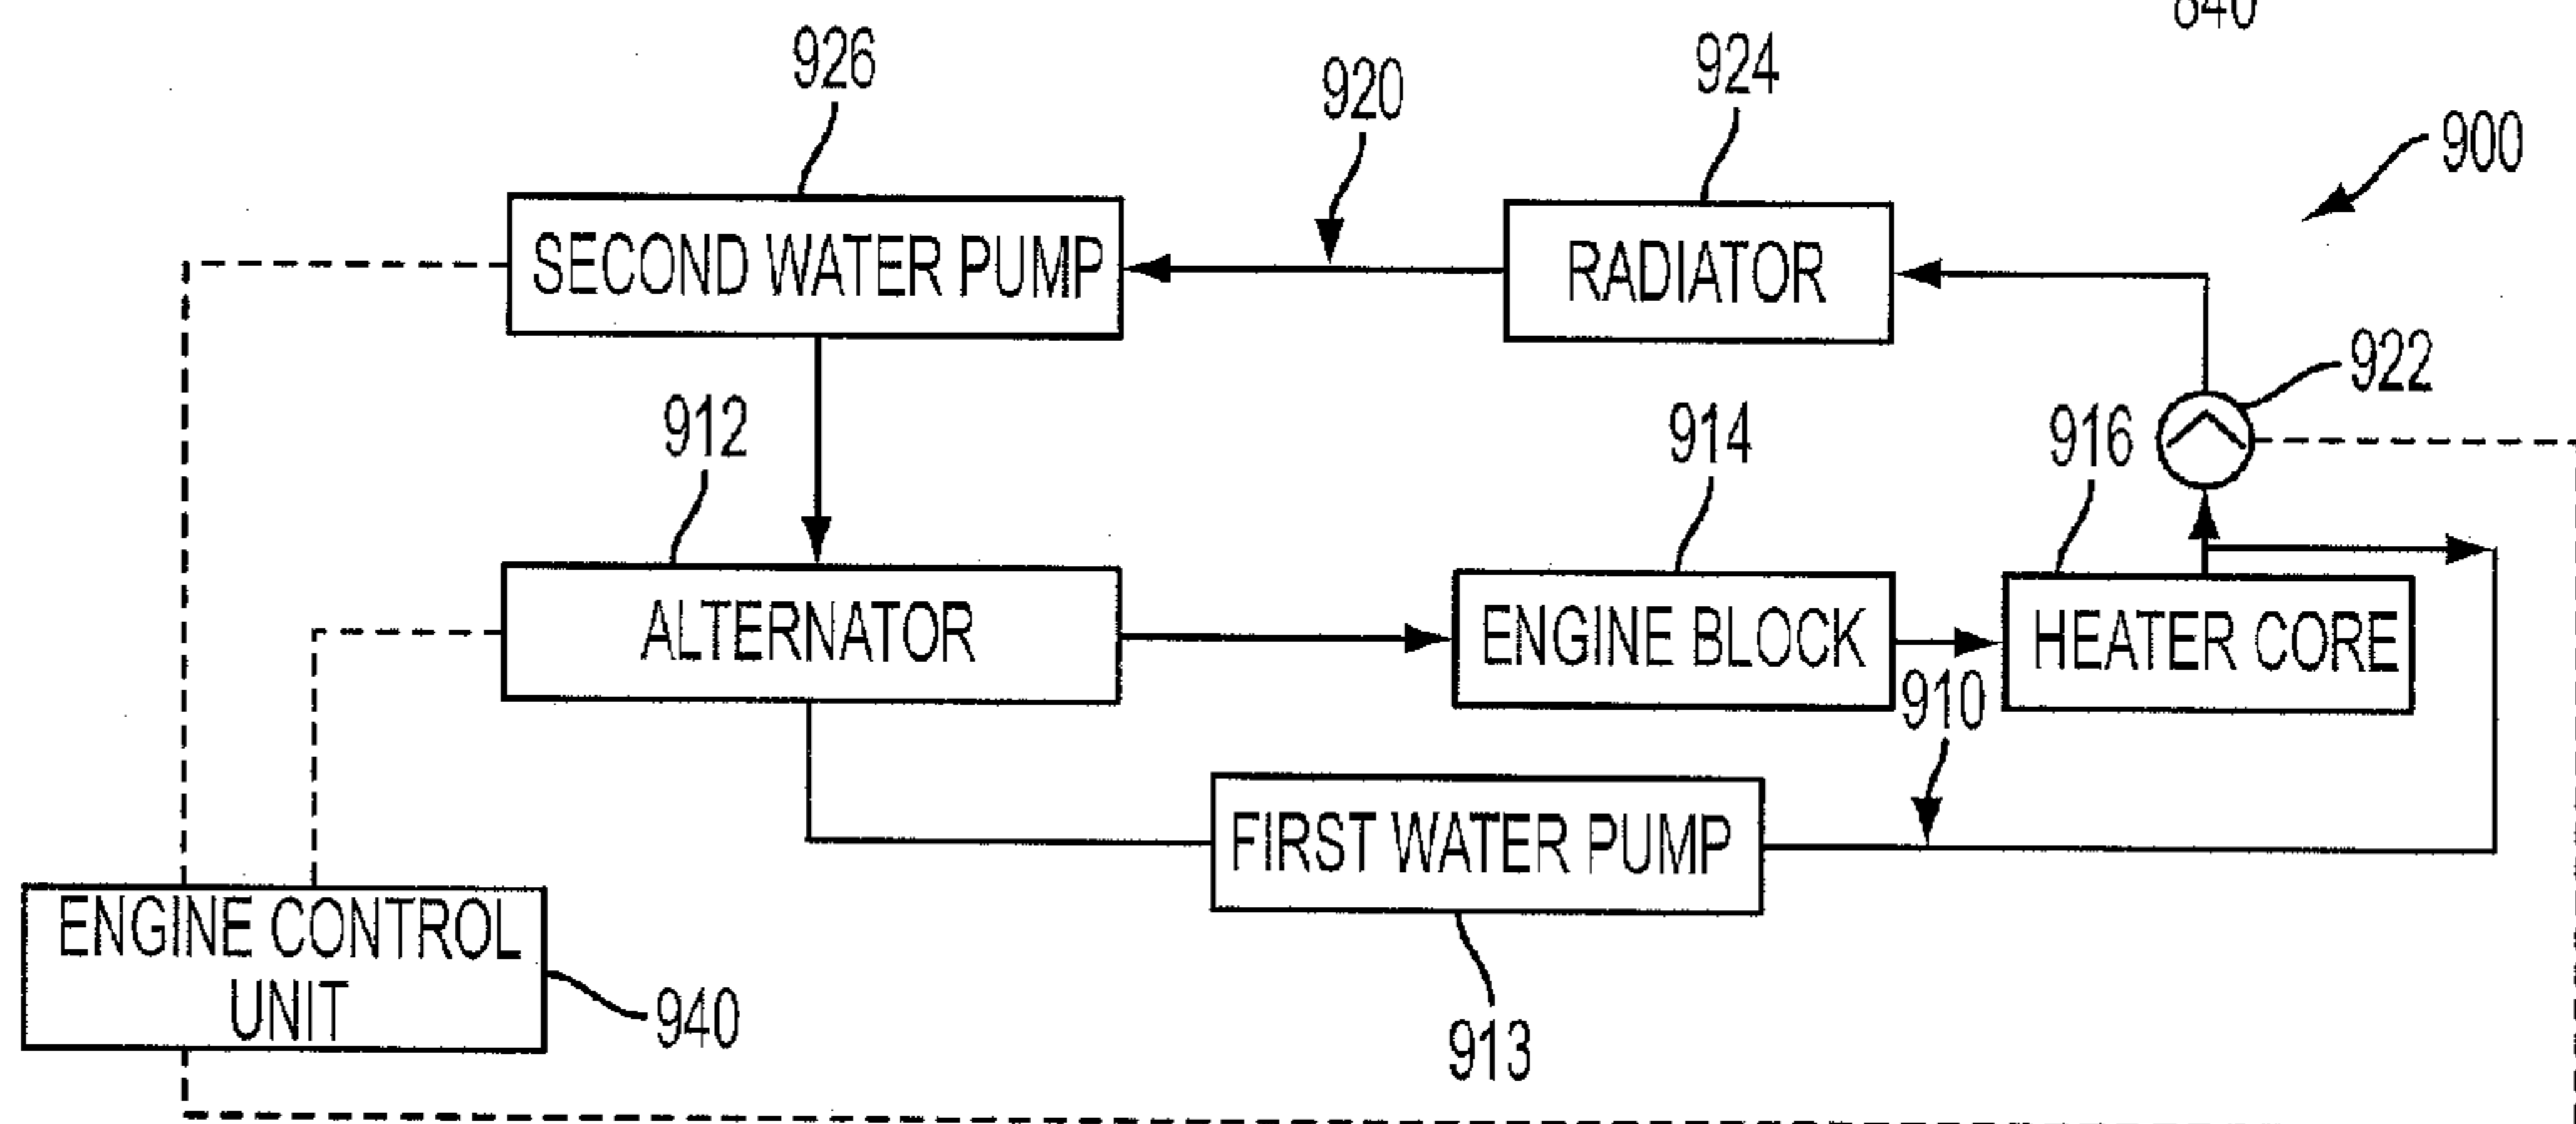 840
926
920
924
900
SECOND WATER PUMP
RADIATOR
922
912
914
916
ALTERNATOR
ENGINE BLOCK
HEATER CORE
910
FIRST WATER PUMP
ENGINE CONTROL
UNIT
940
913